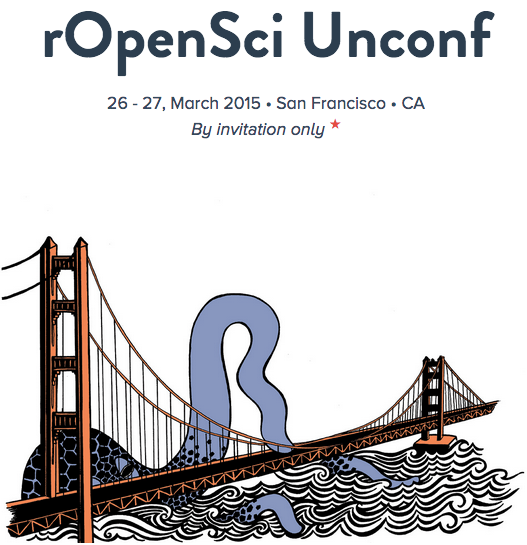 rOpenSci Unconf
26 - 27, March 2015 • San Francisco • CA
By invitation only ★